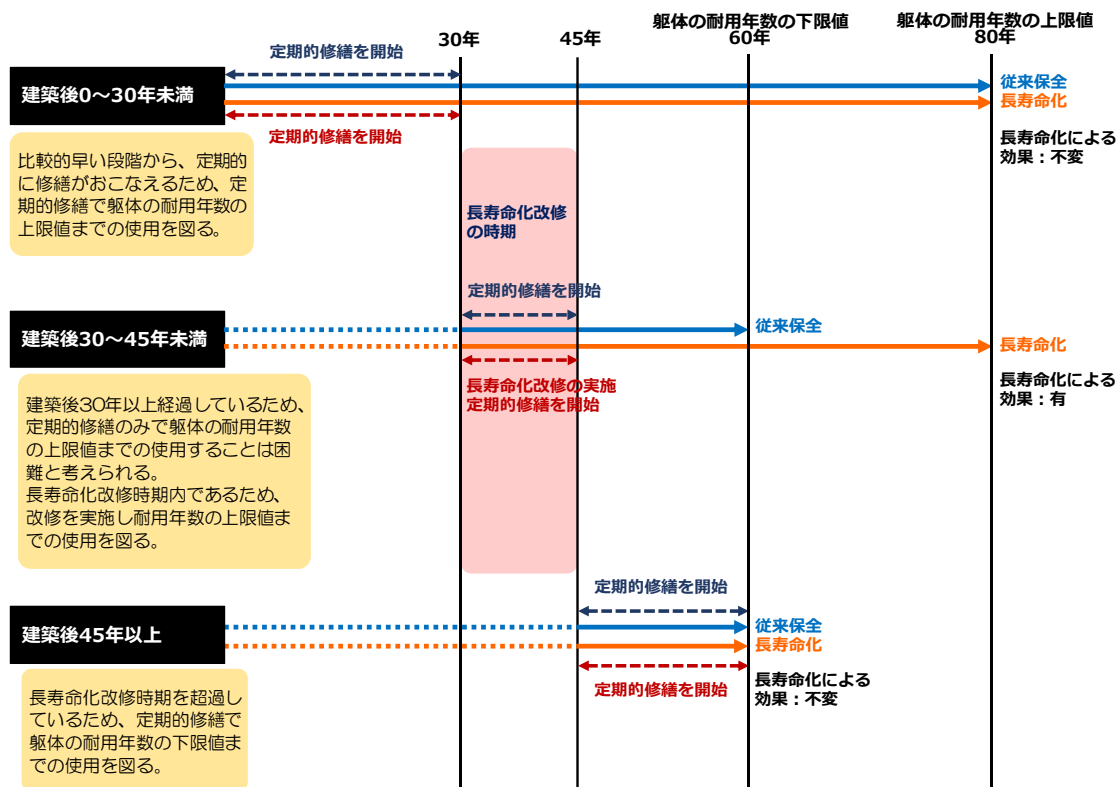 躯体の耐用年数の下限値
躯体の耐用年数の上限値
30年
45年
60年
80年
定期的修繕を開始
建築後0～30年未満
従来保全
長寿命化
定期的修繕を開始
長寿命化による
効果：不変
比較的早い段階から、定期的
に修繕がおこなえるため、定
期的修繕で躯体の耐用年数の
上限値までの使用を図る。
長寿命化改修
の時期
定期的修繕を開始
建築後30～45年未満
従来保全
長寿命化
長寿命化改修の実施
定期的修繕を開始
長寿命化による
効果：有
建築後30年以上経過しているため、
定期的修繕のみで躯体の耐用年数
の上限値までの使用することは困
難と考えられる。
長寿命化改修時期内であるため、
改修を実施し耐用年数の上限値ま
での使用を図る。
定期的修繕を開始
建築後45年以上
従来保全
長寿命化
定期的修繕を開始
長寿命化による
効果：不変
長寿命化改修時期を超過し
ているため、定期的修繕で
躯体の耐用年数の下限値ま
での使用を図る。